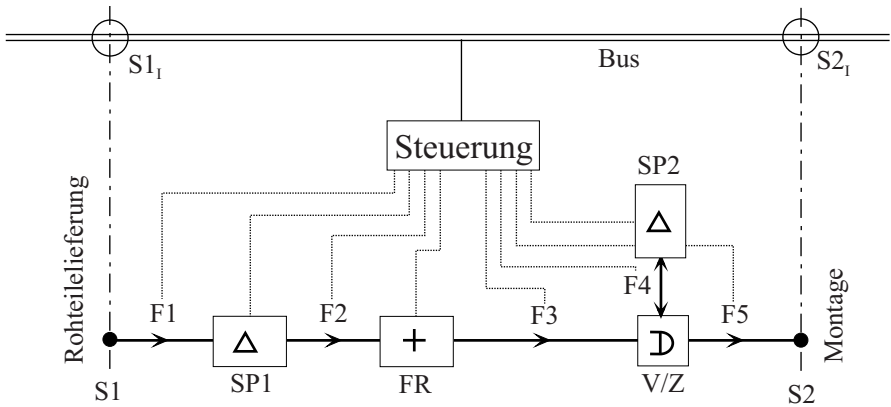 S1I
Bus
S2I
Steuerung
SP2
Rohteilelieferung
F1
F2
F3
F4
F5
Montage
S1
SP1
FR
V/Z
S2